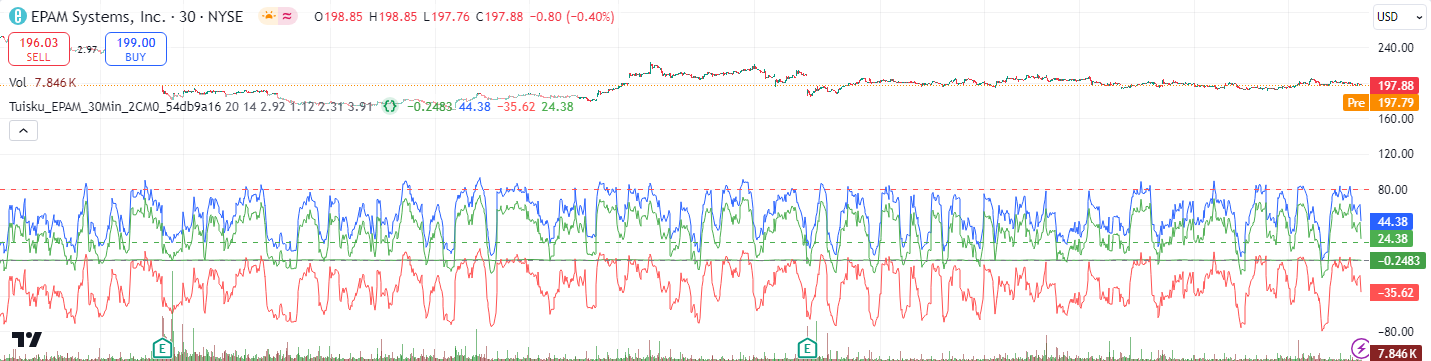 EPAM Systems, Inc. · 30 · NYSE O198.85 H198.85 L197.76 C197.88 −0.80 (−0.40%)
USD
196.03 2.97 199.00
SELL BUY
240.00
Vol 7.846 K
197.88
Tuisku_EPAM_30Min_2CM0_54db9a16 20 14 2.92 1.12 2.31 3.91 {} −0.2483 44.38 −35.62 24.38
Pre 197.79
160.00
120.00
80.00
44.38
24.38
−0.2483
−35.62
−80.00
E E
7.846 K